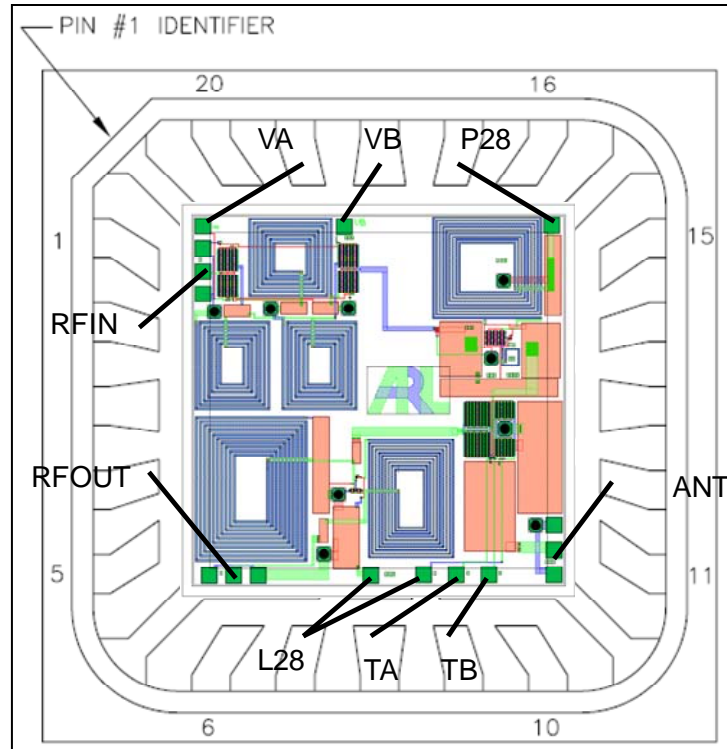 PIN #1 IDENTIFIER
20
16
VA
VB
P28
1
15
RFIN
ARL
RFOUT
ANT
5
11
L28
TA
TB
6
10